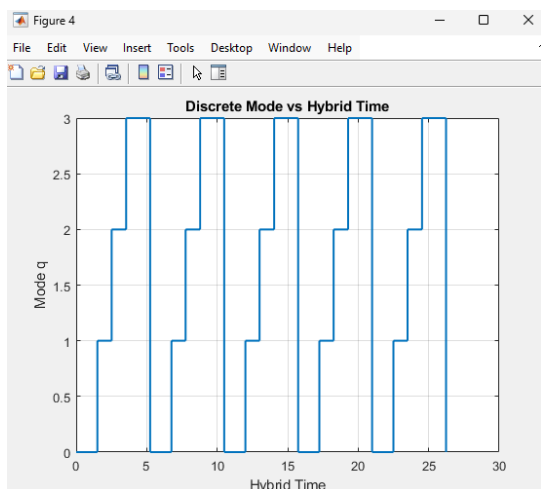 Figure 4
File Edit View Insert Tools Desktop Window Help
Discrete Mode vs Hybrid Time
3
2.5
2
1.5
1
0.5
0
Mode q
0 5 10 15 20 25 30
Hybrid Time